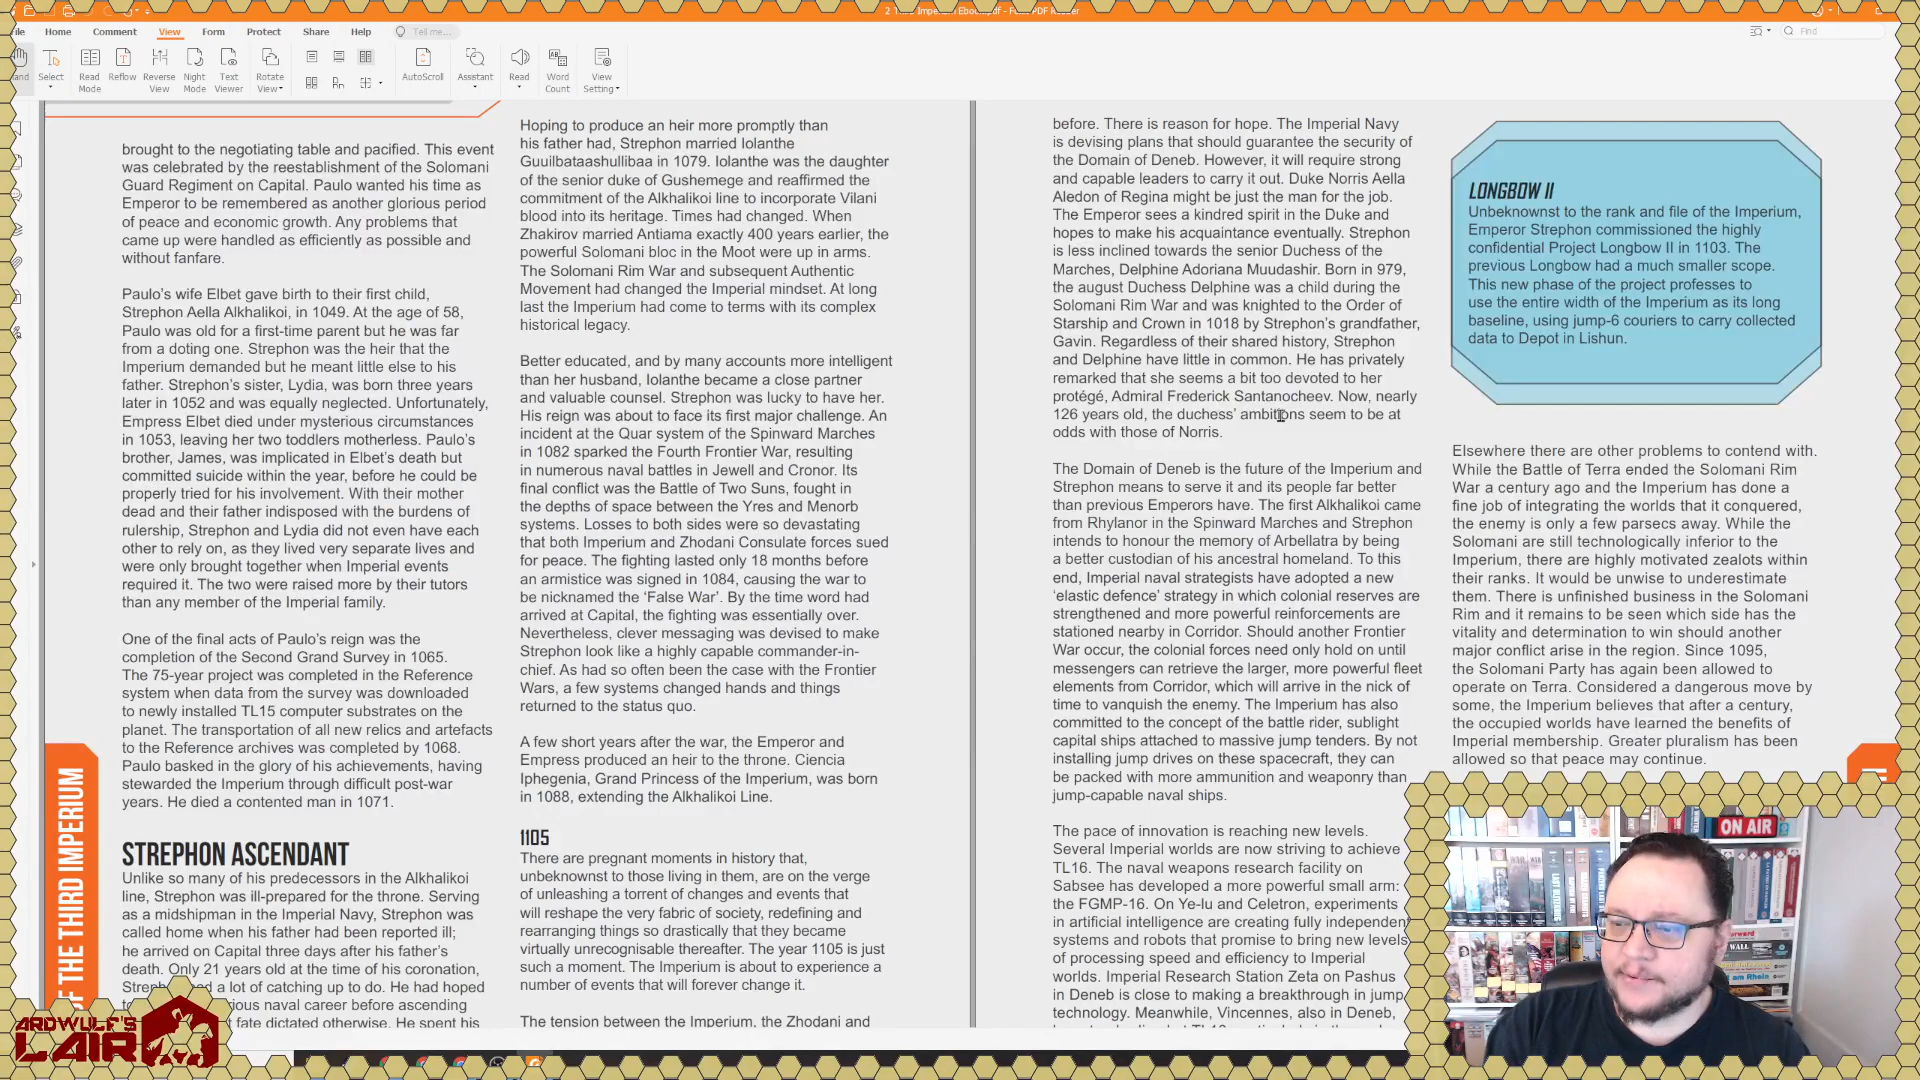 2 Third Imperium Ebook.pdf - Foxit PDF Reader
File
Home
Comment
View
Form
Protect
Share
Help
Tell me...
Find
Hand
Select
Read Mode
Reflow
Reverse View
Night Mode
Text Viewer
Rotate View
AutoScroll
Assistant
Read
Word Count
View Setting
brought to the negotiating table and pacified. This event
was celebrated by the reestablishment of the Solomani
Guard Regiment on Capital. Paulo wanted his time as
Emperor to be remembered as another glorious period
of peace and economic growth. Any problems that
came up were handled as efficiently as possible and
without fanfare.
Paulo's wife Elbet gave birth to their first child,
Strephon Aella Alkhalikoi, in 1049. At the age of 58,
Paulo was old for a first-time parent but he was far
from a doting one. Strephon was the heir that the
Imperium demanded but he meant little else to his
father. Strephon's sister, Lydia, was born three years
later in 1052 and was equally neglected. Unfortunately,
Empress Elbet died under mysterious circumstances
in 1053, leaving her two toddlers motherless. Paulo's
brother, James, was implicated in Elbet's death but
committed suicide within the year, before he could be
properly tried for his involvement. With their mother
dead and their father indisposed with the burdens of
rulership, Strephon and Lydia did not even have each
other to rely on, as they lived very separate lives and
were only brought together when Imperial events
required it. The two were raised more by their tutors
than any member of the Imperial family.
One of the final acts of Paulo's reign was the
completion of the Second Grand Survey in 1065.
The 75-year project was completed in the Reference
system when data from the survey was downloaded
to newly installed TL15 computer substrates on the
planet. The transportation of all new relics and artefacts
to the Reference archives was completed by 1068.
Paulo basked in the glory of his achievements, having
stewarded the Imperium through difficult post-war
years. He died a contented man in 1071.
STREPHON ASCENDANT
Unlike so many of his predecessors in the Alkhalikoi
line, Strephon was ill-prepared for the throne. Serving
as a midshipman in the Imperial Navy, Strephon was
called home when his father had been reported ill;
he arrived on Capital three days after his father's
death. Only 21 years old at the time of his coronation,
a lot of catching up to do. He had hoped
naval career before ascending
fate dictated otherwise. He spent his
OF THE THIRD IMPERIUM
Hoping to produce an heir more promptly than
his father had, Strephon married Iolanthe
Guuilbataashullibaa in 1079. Iolanthe was the daughter
of the senior duke of Gushemege and reaffirmed the
commitment of the Alkhalikoi line to incorporate Vilani
blood into its heritage. Times had changed. When
Zhakirov married Antiama exactly 400 years earlier, the
powerful Solomani bloc in the Moot were up in arms.
The Solomani Rim War and subsequent Authentic
Movement had changed the Imperial mindset. At long
last the Imperium had come to terms with its complex
historical legacy.
Better educated, and by many accounts more intelligent
than her husband, Iolanthe became a close partner
and valuable counsel. Strephon was lucky to have her.
His reign was about to face its first major challenge. An
incident at the Quar system of the Spinward Marches
in 1082 sparked the Fourth Frontier War, resulting
in numerous naval battles in Jewell and Cronor. Its
final conflict was the Battle of Two Suns, fought in
the depths of space between the Yres and Menorb
systems. Losses to both sides were so devastating
that both Imperium and Zhodani Consulate forces sued
for peace. The fighting lasted only 18 months before
an armistice was signed in 1084, causing the war to
be nicknamed the 'False War'. By the time word had
arrived at Capital, the fighting was essentially over.
Nevertheless, clever messaging was devised to make
Strephon look like a highly capable commander-in-
chief. As had so often been the case with the Frontier
Wars, a few systems changed hands and things
returned to the status quo.
A few short years after the war, the Emperor and
Empress produced an heir to the throne. Ciencia
Iphegenia, Grand Princess of the Imperium, was born
in 1088, extending the Alkhalikoi Line.
1105
There are pregnant moments in history that,
unbeknownst to those living in them, are on the verge
of unleashing a torrent of changes and events that
will reshape the very fabric of society, redefining and
rearranging things so drastically that they became
virtually unrecognisable thereafter. The year 1105 is just
such a moment. The Imperium is about to experience a
number of events that will forever change it.
The tension between the Imperium, the Zhodani and
before. There is reason for hope. The Imperial Navy
is devising plans that should guarantee the security of
the Domain of Deneb. However, it will require strong
and capable leaders to carry it out. Duke Norris Aella
Aledon of Regina might be just the man for the job.
The Emperor sees a kindred spirit in the Duke and
hopes to make his acquaintance eventually. Strephon
is less inclined towards the senior Duchess of the
Marches, Delphine Adoriana Muudashir. Born in 979,
the august Duchess Delphine was a child during the
Solomani Rim War and was knighted to the Order of
Starship and Crown in 1018 by Strephon's grandfather,
Gavin. Regardless of their shared history, Strephon
and Delphine have little in common. He has privately
remarked that she seems a bit too devoted to her
protégé, Admiral Frederick Santanocheev. Now, nearly
126 years old, the duchess' ambitions seem to be at
odds with those of Norris.
The Domain of Deneb is the future of the Imperium and
Strephon means to serve it and its people far better
than previous Emperors have. The first Alkhalikoi came
from Rhylanor in the Spinward Marches and Strephon
intends to honour the memory of Arbellatra by being
a better custodian of his ancestral homeland. To this
end, Imperial naval strategists have adopted a new
'elastic defence' strategy in which colonial reserves are
strengthened and more powerful reinforcements are
stationed nearby in Corridor. Should another Frontier
War occur, the colonial forces need only hold on until
messengers can retrieve the larger, more powerful fleet
elements from Corridor, which will arrive in the nick of
time to vanquish the enemy. The Imperium has also
committed to the concept of the battle rider, sublight
capital ships attached to massive jump tenders. By not
installing jump drives on these spacecraft, they can
be packed with more ammunition and weaponry than
jump-capable naval ships.
The pace of innovation is reaching new levels.
Several Imperial worlds are now striving to achieve
TL16. The naval weapons research facility on
Sabsee has developed a more powerful small arm:
the FGMP-16. On Ye-lu and Celetron, experiments
in artificial intelligence are creating fully independent
systems and robots that promise to bring new levels
of processing speed and efficiency to Imperial
worlds. Imperial Research Station Zeta on Pashus
in Deneb is close to making a breakthrough in jump
technology. Meanwhile, Vincennes, also in Deneb,
LONGBOW II
Unbeknownst to the rank and file of the Imperium,
Emperor Strephon commissioned the highly
confidential Project Longbow II in 1103. The
previous Longbow had a much smaller scope.
This new phase of the project professes to
use the entire width of the Imperium as its long
baseline, using jump-6 couriers to carry collected
data to Depot in Lishun.
Elsewhere there are other problems to contend with.
While the Battle of Terra ended the Solomani Rim
War a century ago and the Imperium has done a
fine job of integrating the worlds that it conquered,
the enemy is only a few parsecs away. While the
Solomani are still technologically inferior to the
Imperium, there are highly motivated zealots within
their ranks. It would be unwise to underestimate
them. There is unfinished business in the Solomani
Rim and it remains to be seen which side has the
vitality and determination to win should another
major conflict arise in the region. Since 1095,
the Solomani Party has again been allowed to
operate on Terra. Considered a dangerous move by
some, the Imperium believes that after a century,
the occupied worlds have learned the benefits of
Imperial membership. Greater pluralism has been
allowed so that peace may continue.
ON AIR
ARDWULF'S
LAIR